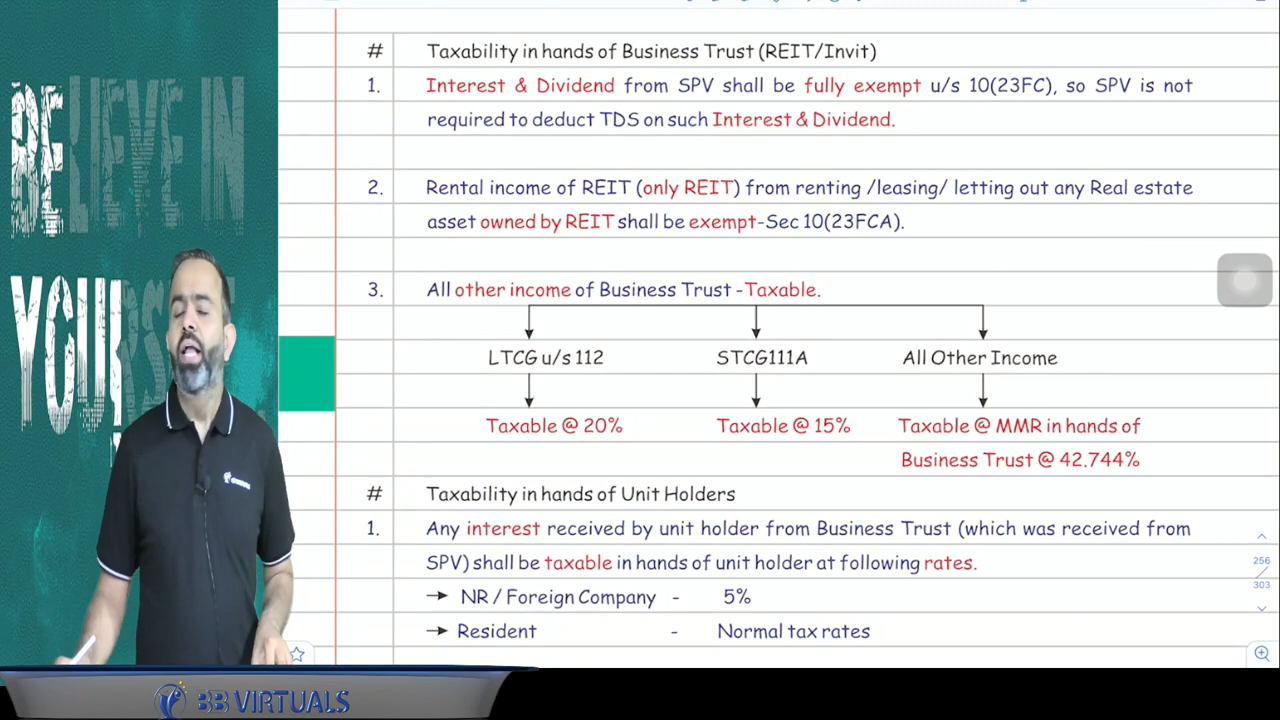 BELIEVE IN
YOURS
# Taxability in hands of Business Trust (REIT/Invit)
1. Interest & Dividend from SPV shall be fully exempt u/s 10(23FC), so SPV is not
required to deduct TDS on such Interest & Dividend.
2. Rental income of REIT (only REIT) from renting /leasing/ letting out any Real estate
asset owned by REIT shall be exempt-Sec 10(23FCA).
3. All other income of Business Trust -Taxable.
LTCG u/s 112 STCG111A All Other Income
Taxable @ 20% Taxable @ 15% Taxable @ MMR in hands of
Business Trust @ 42.744%
# Taxability in hands of Unit Holders
1. Any interest received by unit holder from Business Trust (which was received from
SPV) shall be taxable in hands of unit holder at following rates.
→ NR / Foreign Company - 5%
→ Resident - Normal tax rates
256
303
BB VIRTUALS